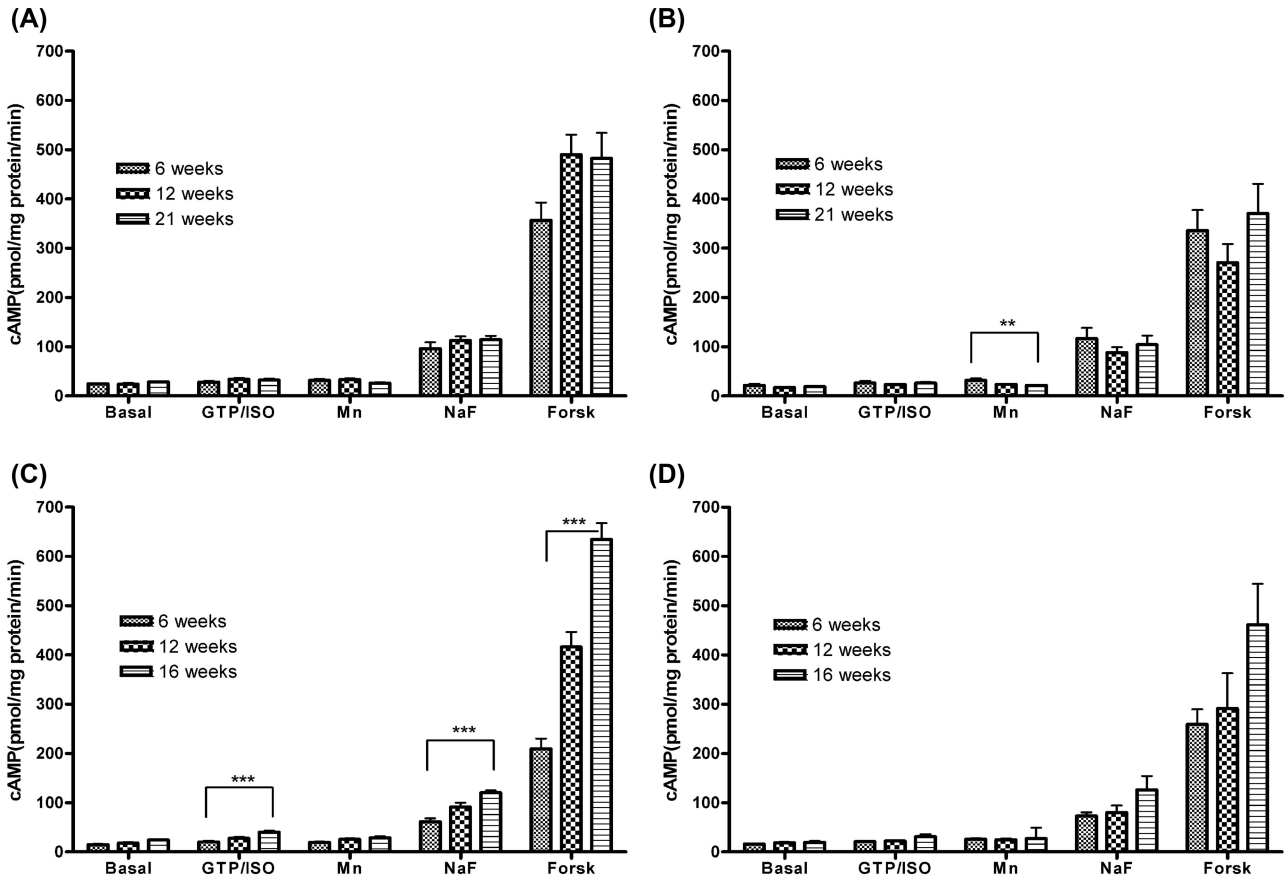 (A)
cAMP(pmol/mg protein/min)
700
600
500
400
300
200
100
0
6 weeks
12 weeks
21 weeks
Basal GTP/ISO Mn NaF Forsk
(B)
cAMP(pmol/mg protein/min)
700
600
500
400
300
200
100
0
6 weeks
12 weeks
21 weeks
**
Basal GTP/ISO Mn NaF Forsk
(C)
cAMP(pmol/mg protein/min)
700
600
500
400
300
200
100
0
6 weeks
12 weeks
16 weeks
***
***
***
Basal GTP/ISO Mn NaF Forsk
(D)
cAMP(pmol/mg protein/min)
700
600
500
400
300
200
100
0
6 weeks
12 weeks
16 weeks
Basal GTP/ISO Mn NaF Forsk